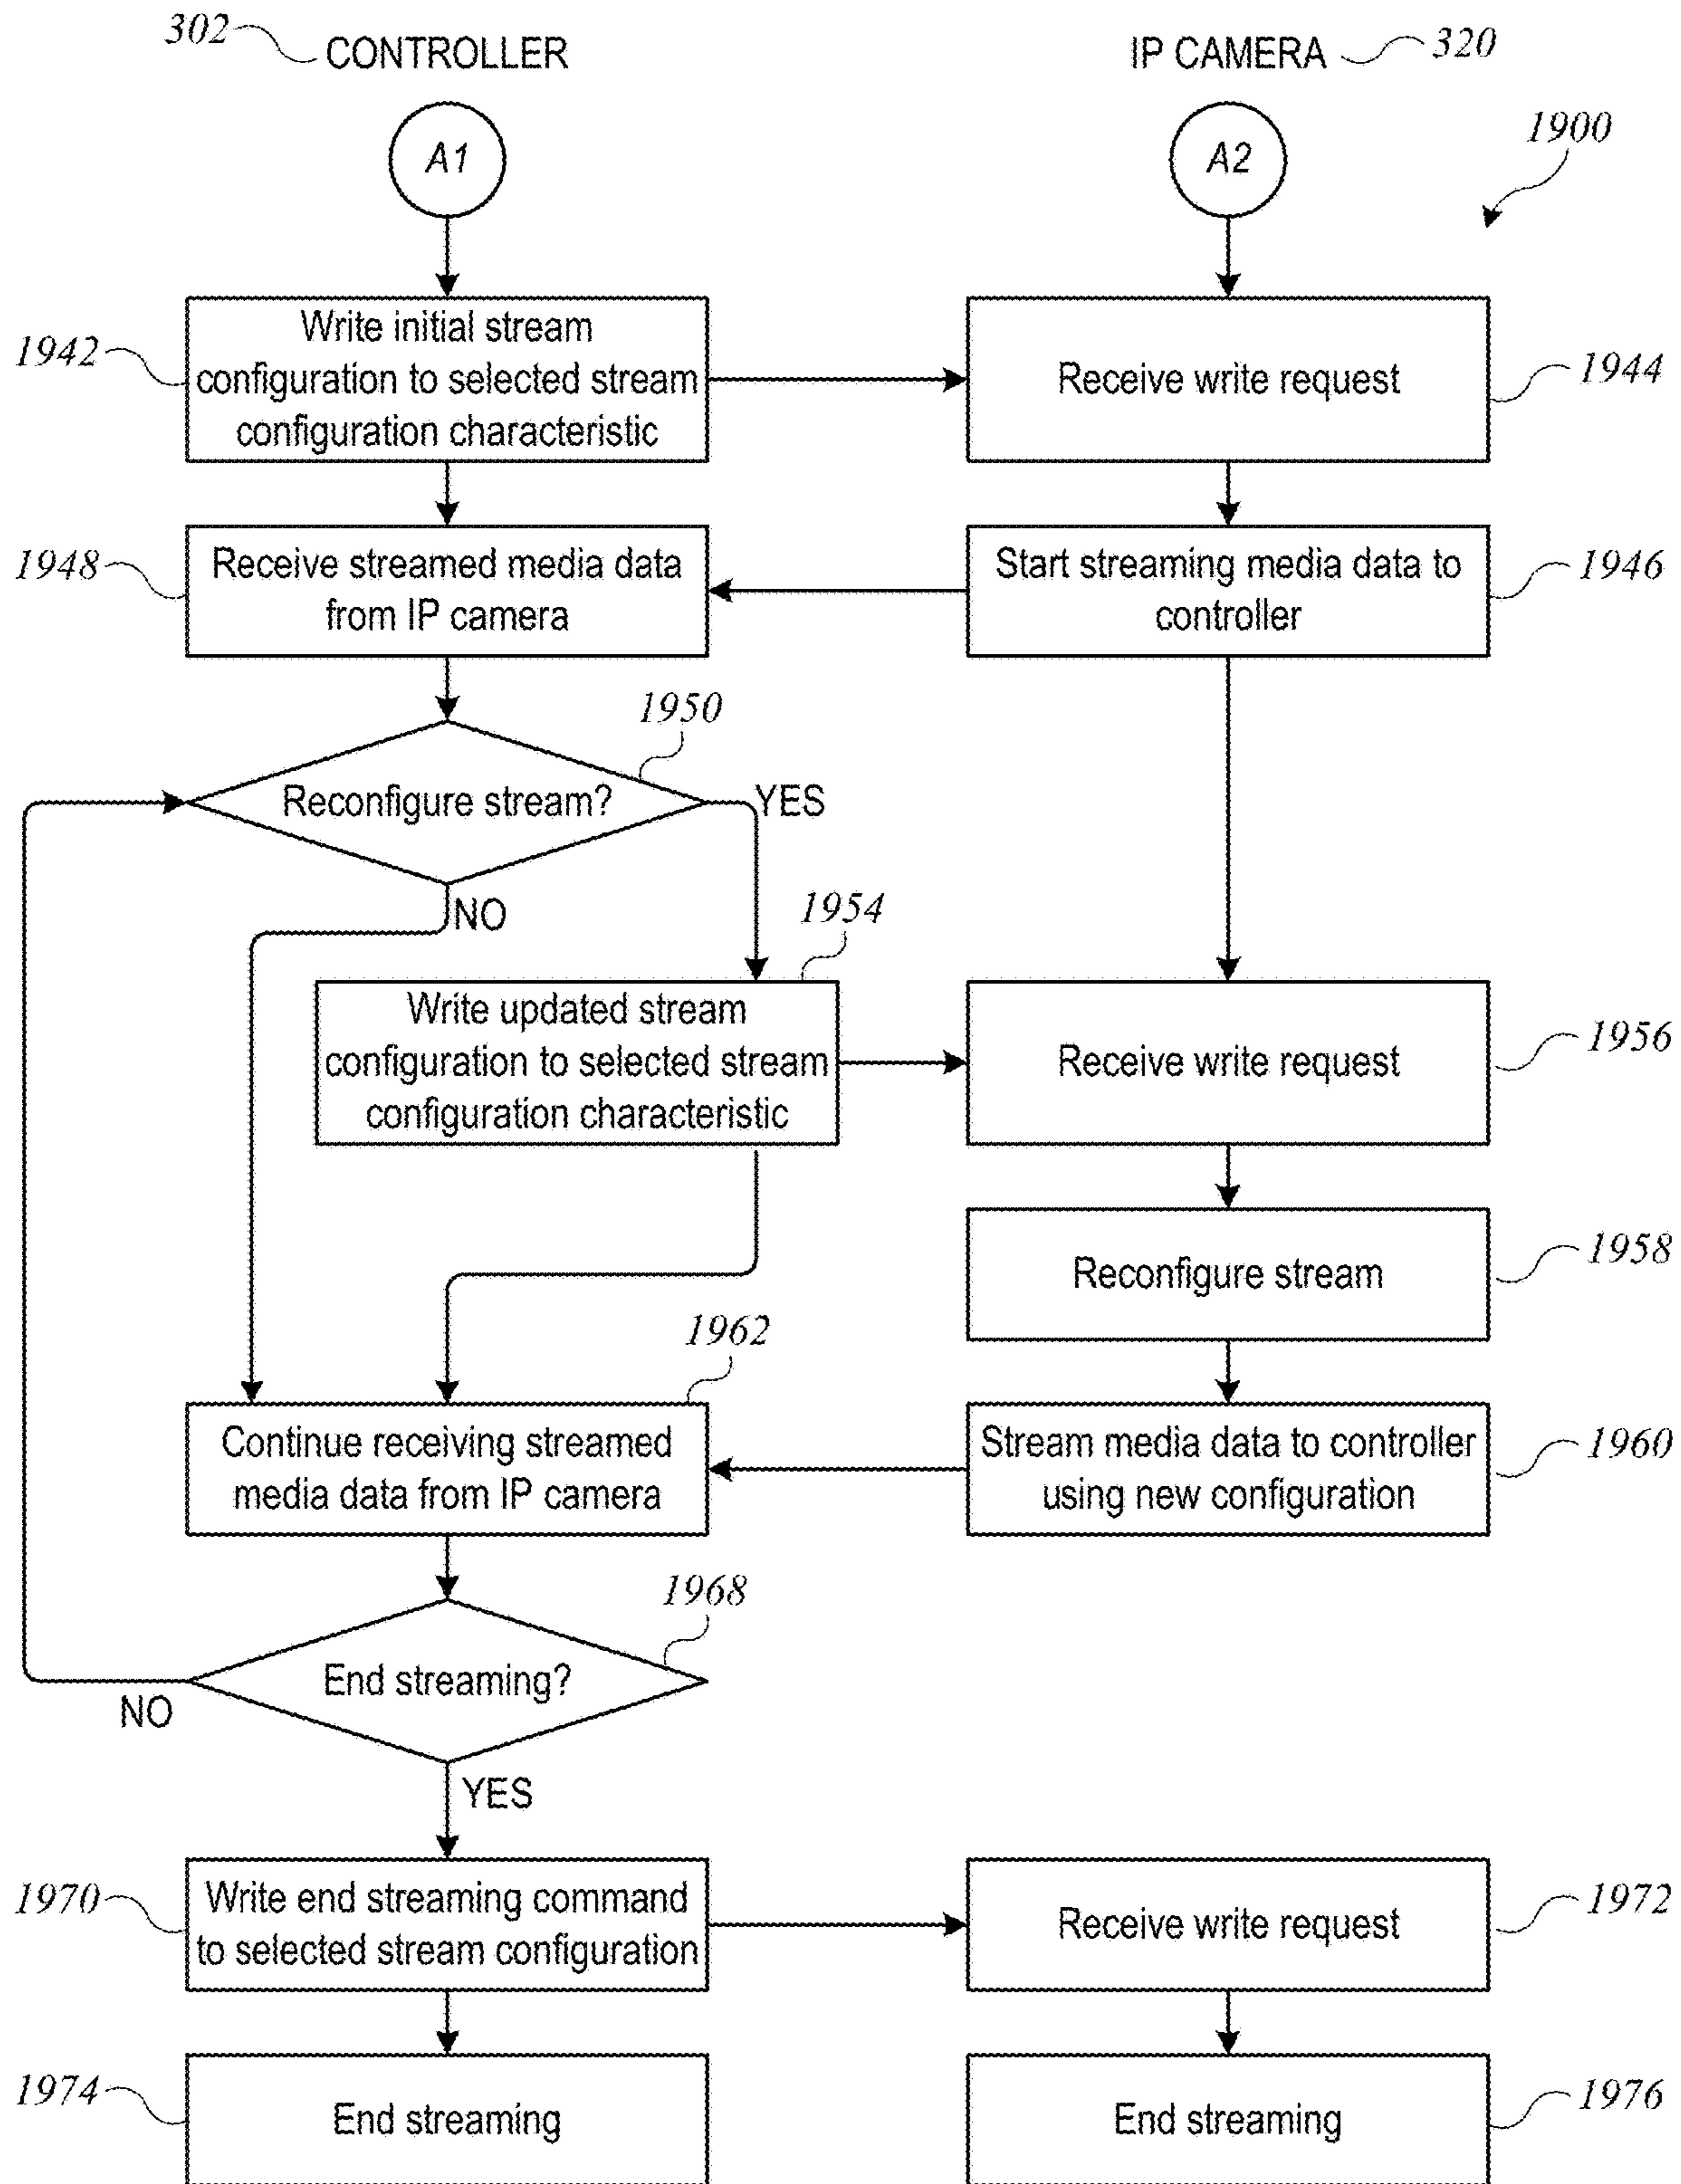 302 CONTROLLER
IP CAMERA 320
A1
A2
1900
1942
Write initial stream
configuration to selected stream
configuration characteristic
Receive write request
1944
1948
Receive streamed media data
from IP camera
Start streaming media data to
controller
1946
1950
Reconfigure stream?
YES
NO
1954
Write updated stream
configuration to selected stream
configuration characteristic
Receive write request
1956
Reconfigure stream
1958
1962
Continue receiving streamed
media data from IP camera
Stream media data to controller
using new configuration
1960
1968
End streaming?
NO
YES
1970
Write end streaming command
to selected stream configuration
Receive write request
1972
1974
End streaming
End streaming
1976